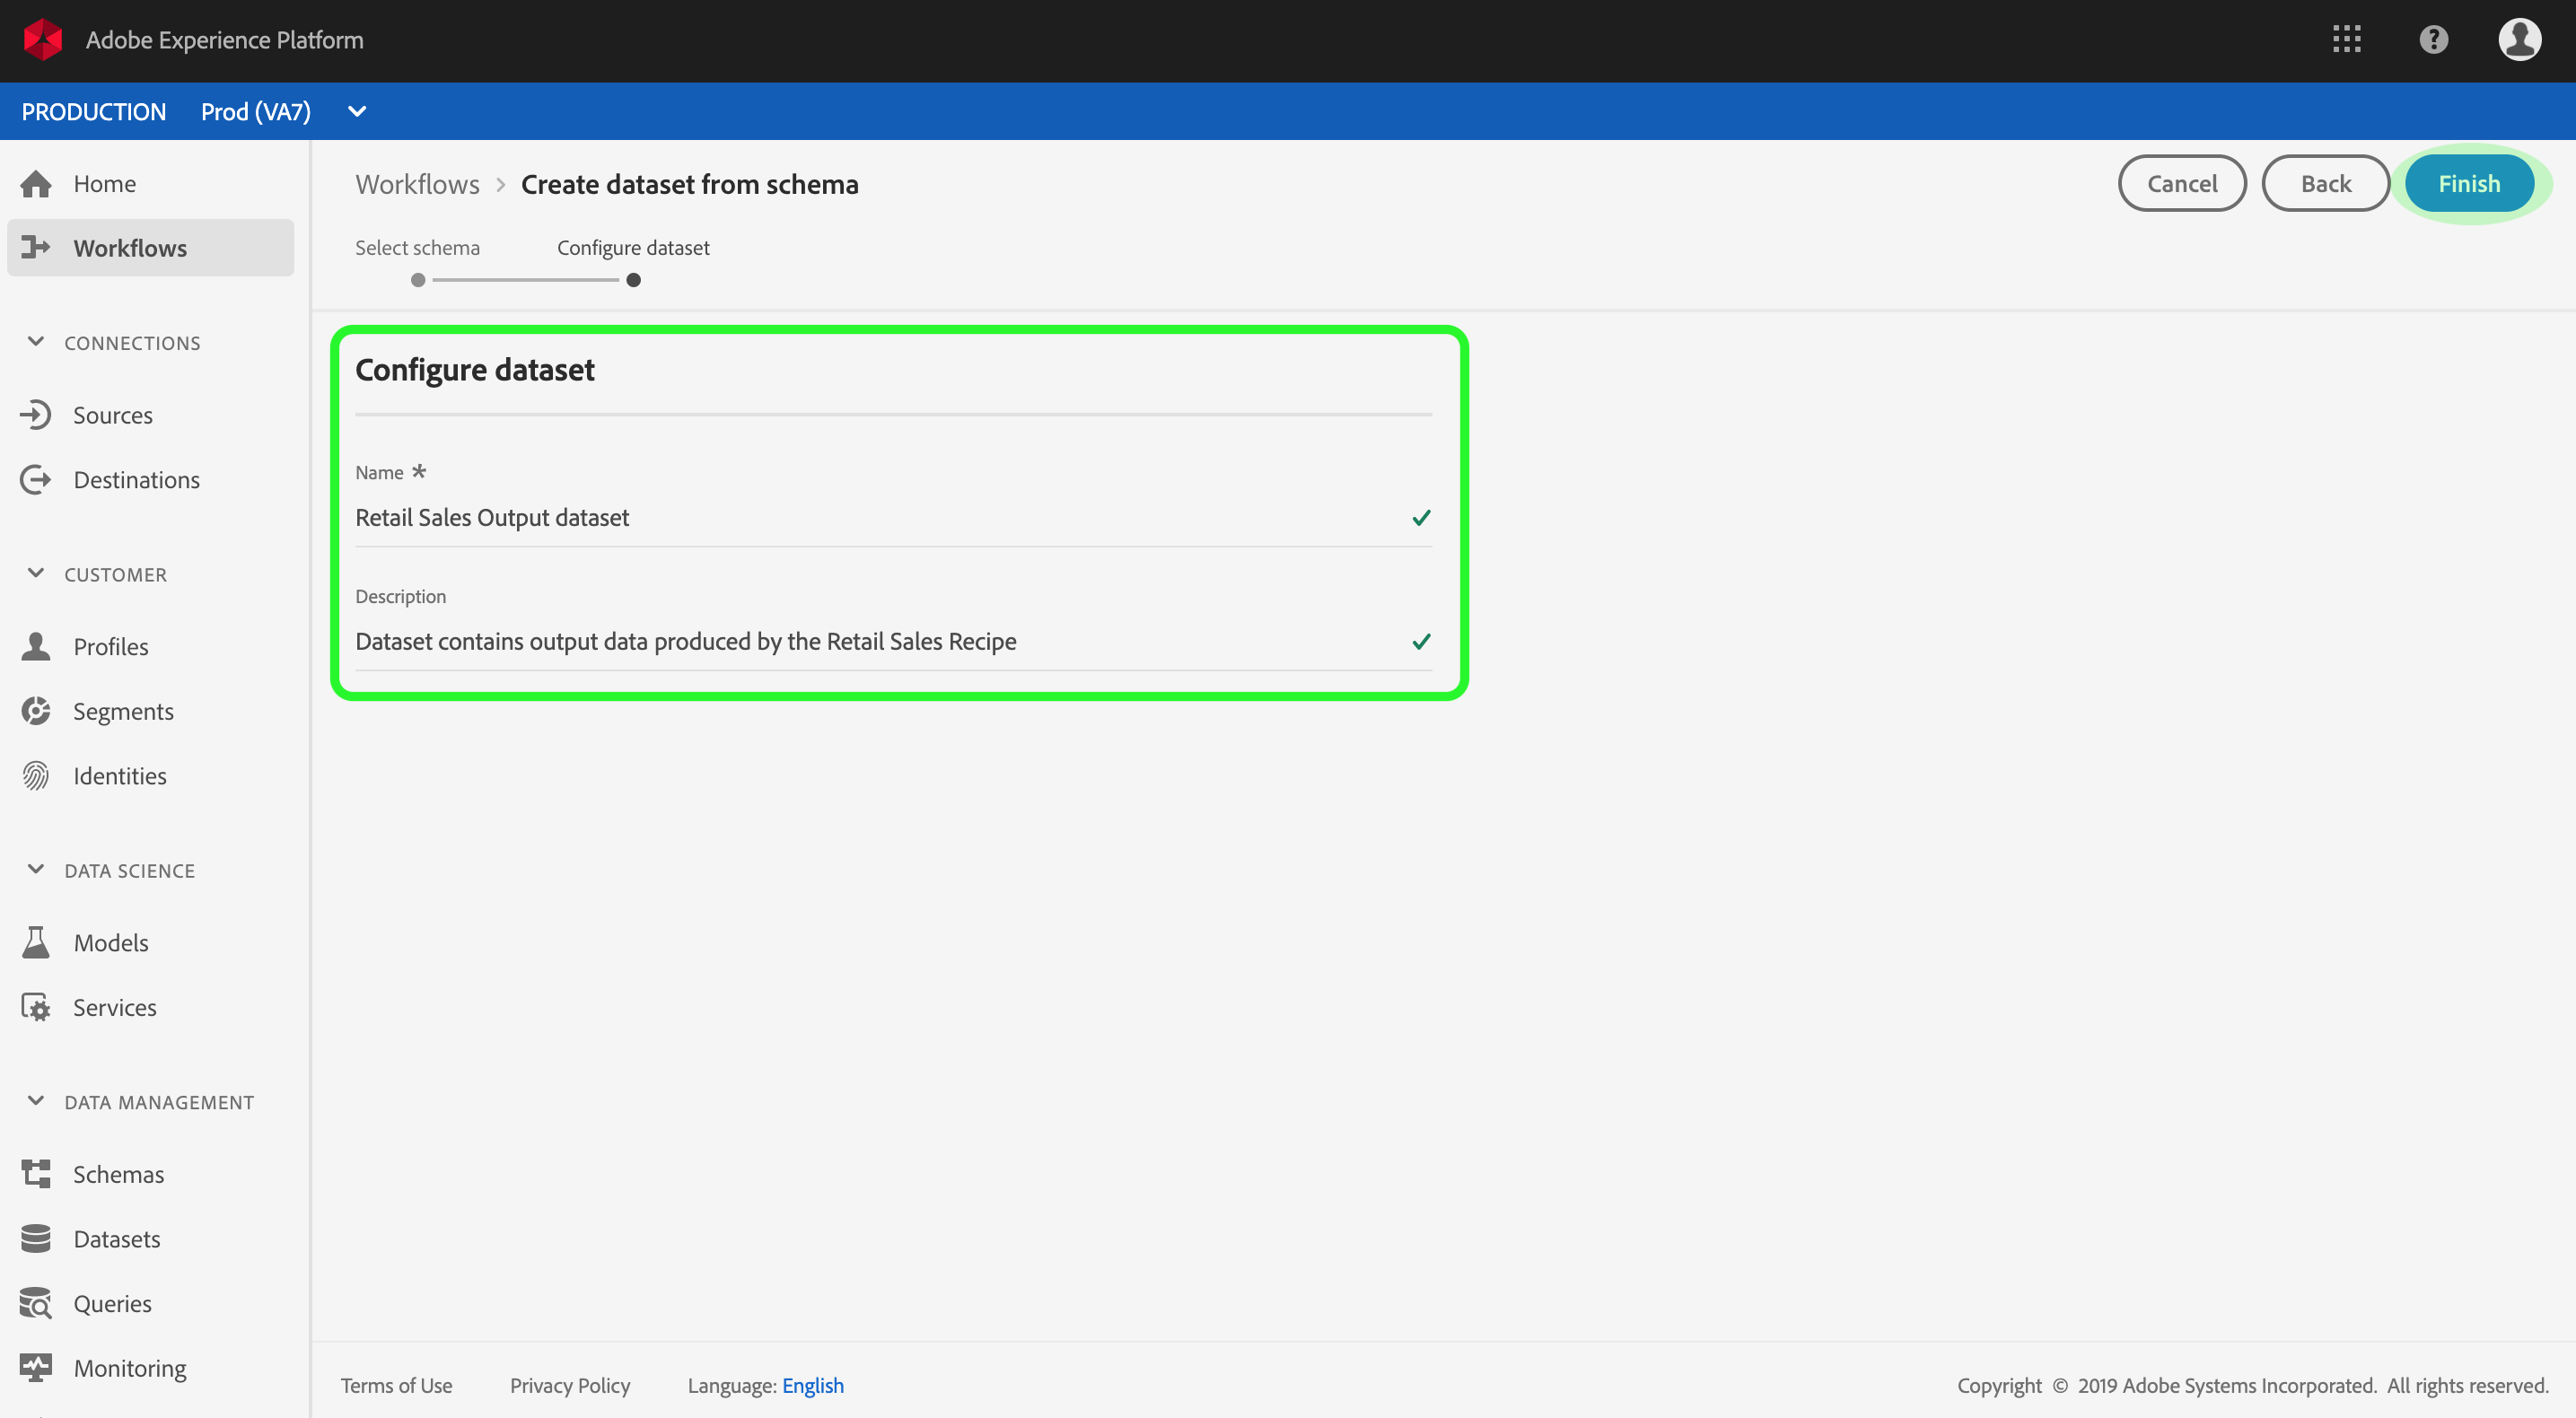 Adobe Experience Platform
PRODUCTION Prod (VA7)
Home
Workflows
CONNECTIONS
Sources
Destinations
CUSTOMER
Profiles
Segments
Identities
DATA SCIENCE
Models
Services
DATA MANAGEMENT
Schemas
Datasets
Queries
Monitoring
Workflows > Create dataset from schema
Cancel Back Finish
Select schema Configure dataset
Configure dataset
Name *
Retail Sales Output dataset
Description
Dataset contains output data produced by the Retail Sales Recipe
Terms of Use Privacy Policy Language: English Copyright © 2019 Adobe Systems Incorporated. All rights reserved.